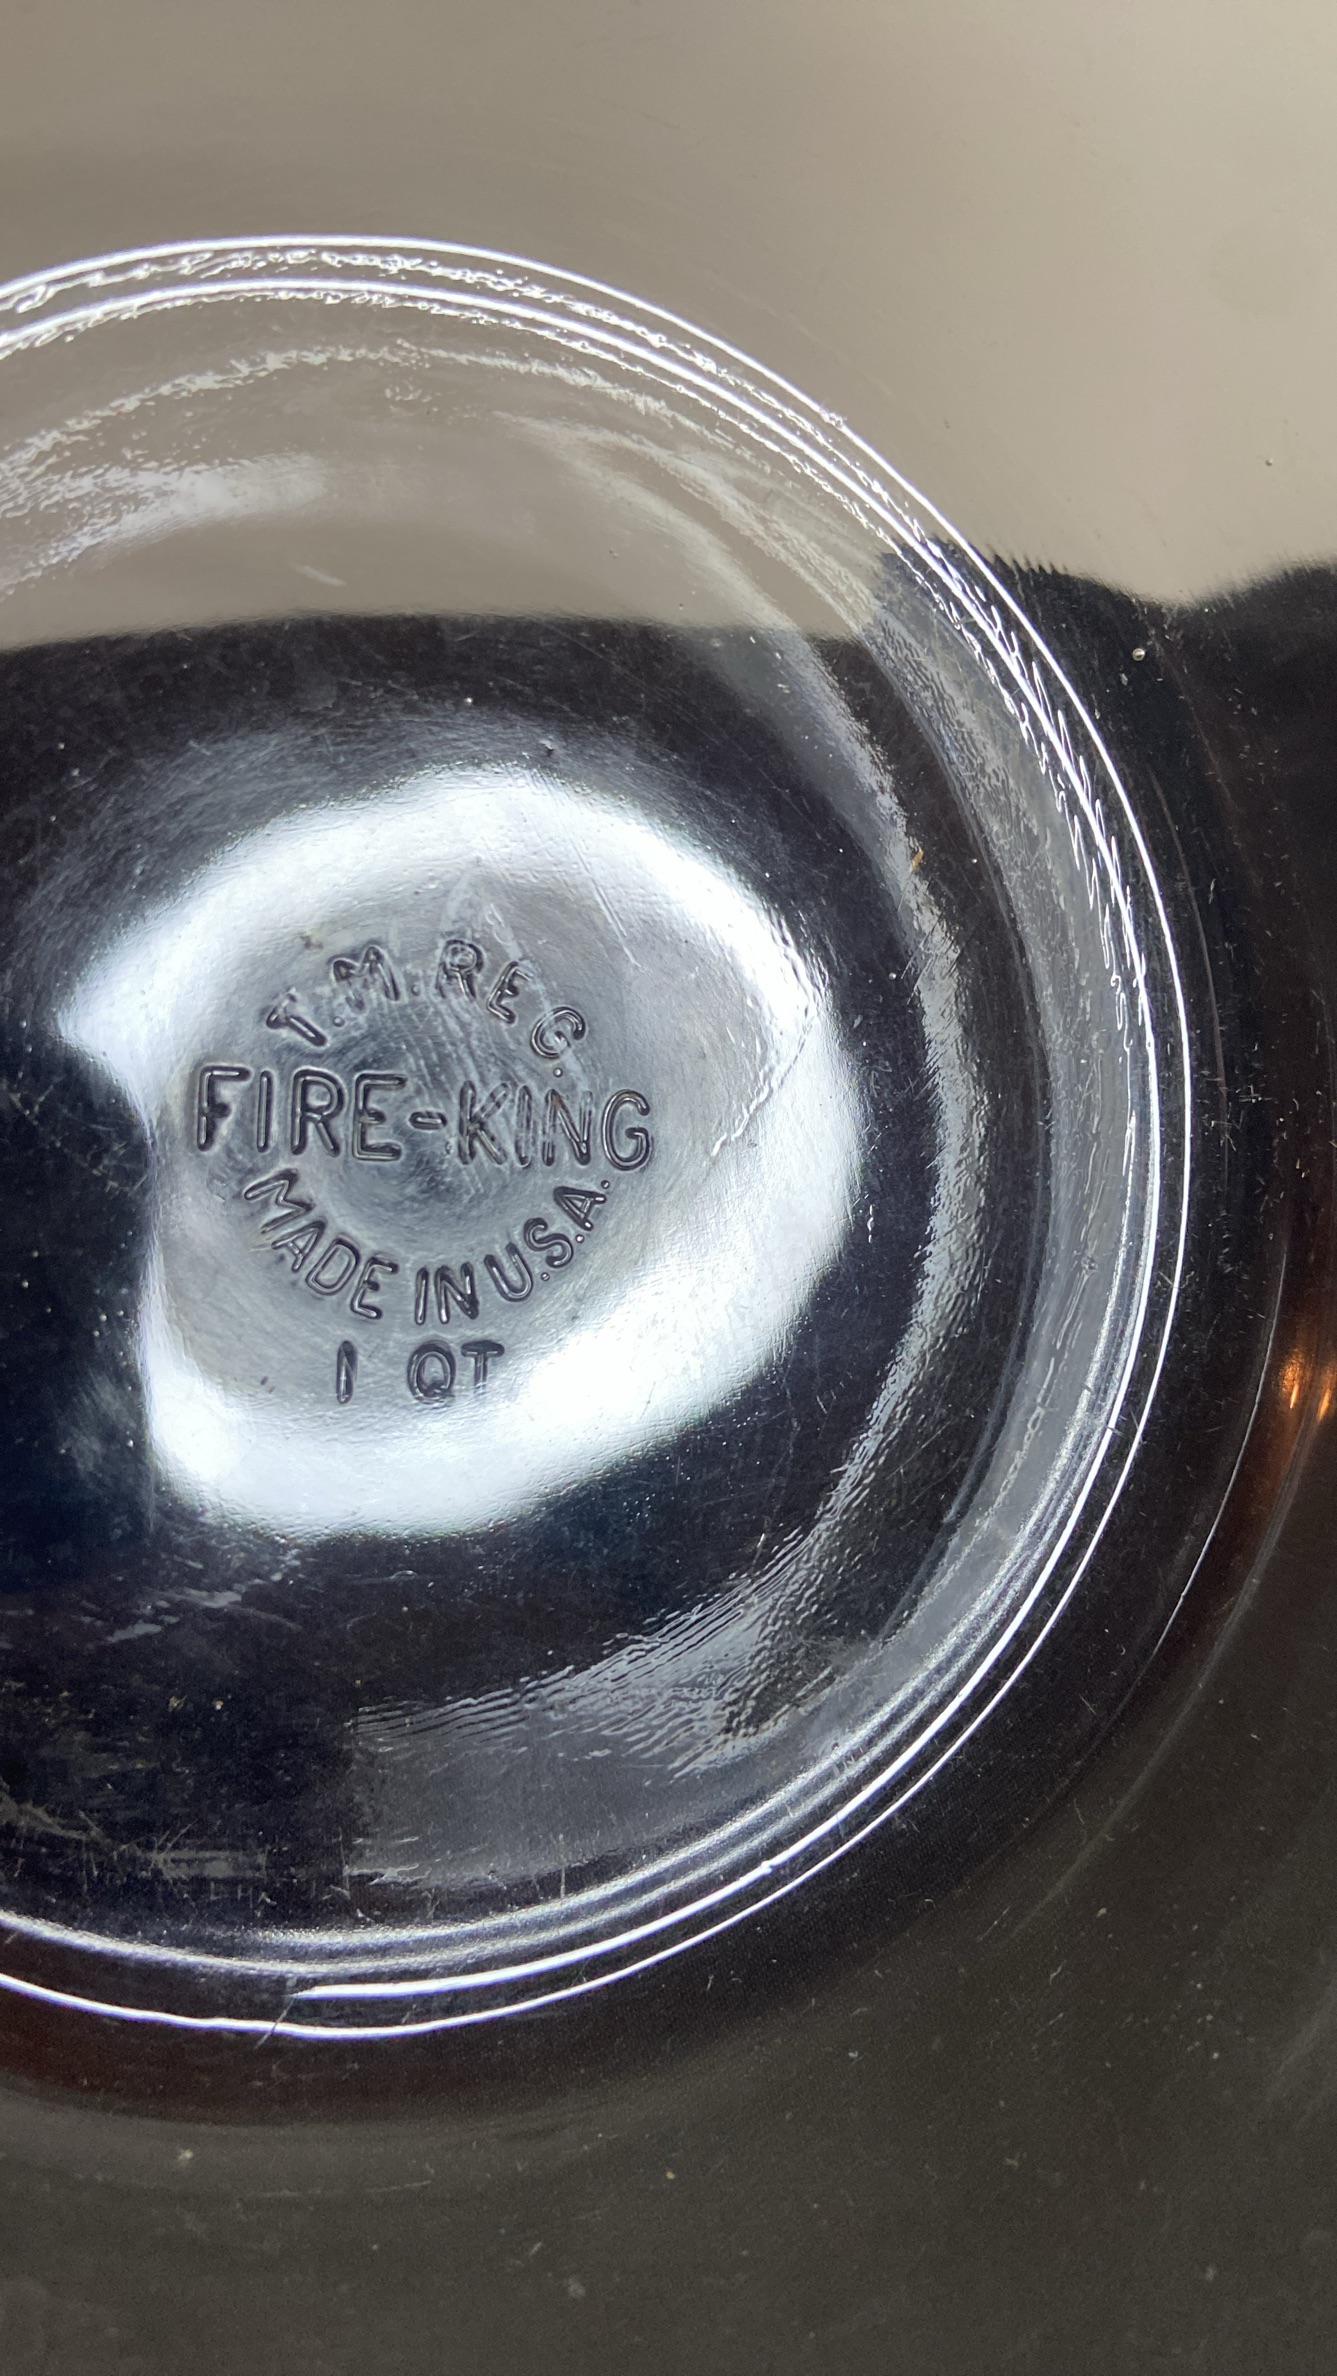 T.M. REG.
FIRE-KING
MADE IN U.S.A.
1 QT